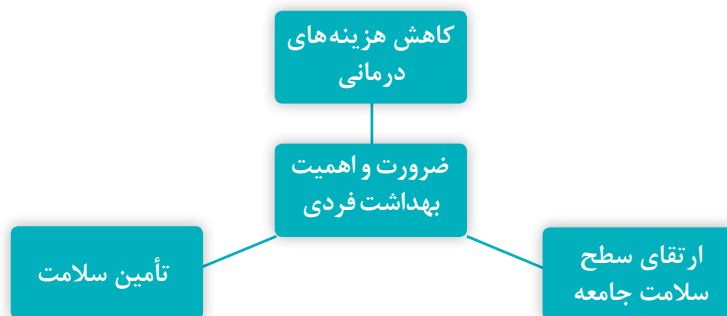 کاهش هزینه‌های
درمانی
ضرورت و اهمیت
بهداشت فردی
ارتقای سطح
سلامت جامعه
تأمین سلامت